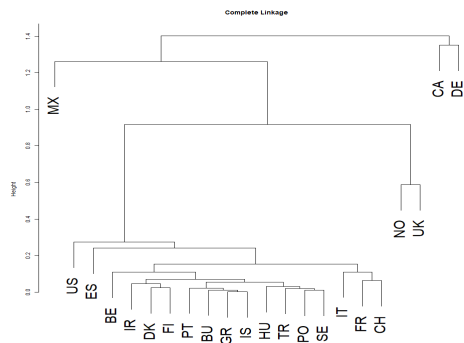 Complete Linkage
Height
1.4
1.2
1.0
0.8
0.6
0.4
0.2
0.0
MX
CA
DE
NO
UK
US
ES
BE
IR
DK
FI
PT
BU
GR
IS
HU
TR
PO
SE
IT
FR
CH